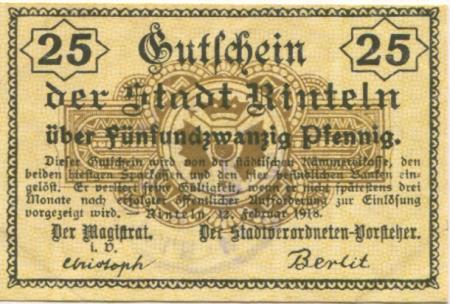 25 Gutschein 25
der Stadt Rinteln
über Fünfundzwanzig Pfennig.
Dieser Gutschein wird von der städtischen Kämmereikasse, den
beiden hiesigen Sparkassen und den hier befindlichen Banken ein-
gelöst. Er verliert seine Gültigkeit, wenn er nicht spätestens drei
Monate nach erfolgter öffentlicher Aufforderung zur Einlösung
vorgezeigt wird. — Rinteln, Februar 1918.
Der Magistrat. Der Stadtverordneten-Vorsteher.
i. V.
Christoph Berlit